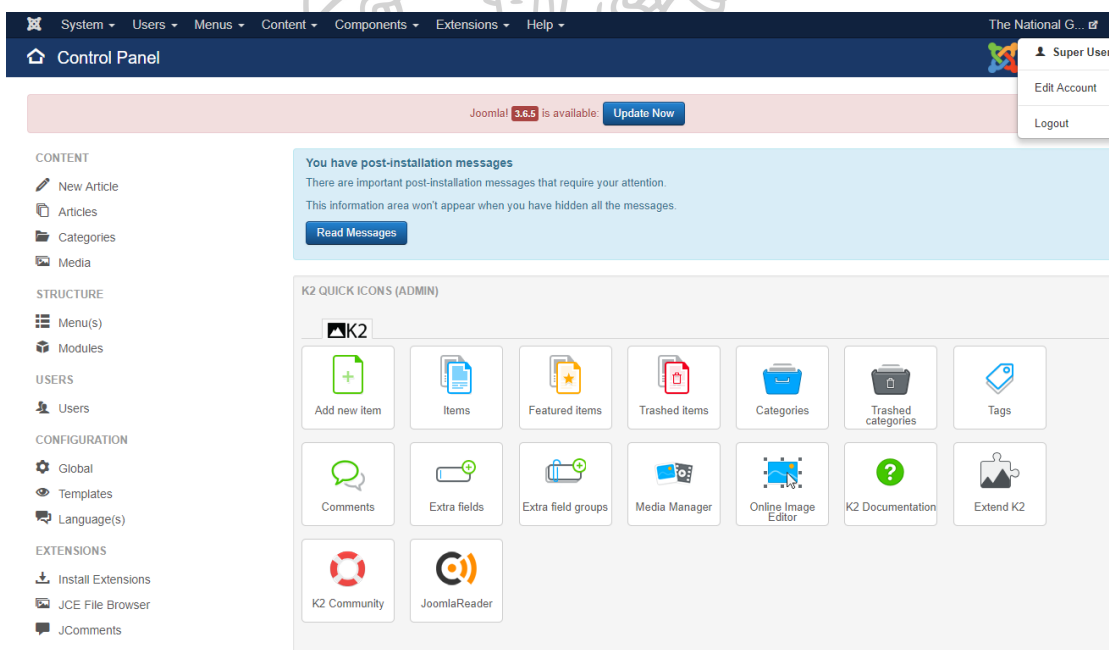 System Users Menus Content Components Extensions Help The National G...
Control Panel
Super User
Edit Account
Logout
Joomla! 3.6.5 is available: Update Now
CONTENT
New Article
Articles
Categories
Media
STRUCTURE
Menu(s)
Modules
USERS
Users
CONFIGURATION
Global
Templates
Language(s)
EXTENSIONS
Install Extensions
JCE File Browser
JComments
You have post-installation messages
There are important post-installation messages that require your attention.
This information area won't appear when you have hidden all the messages.
Read Messages
K2 QUICK ICONS (ADMIN)
K2
Add new item Items Featured items Trashed items Categories Trashed
categories Tags
Comments Extra fields Extra field groups Media Manager Online Image
Editor K2 Documentation Extend K2
K2 Community JoomlaReader